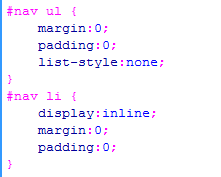 #nav ul {
    margin:0;
    padding:0;
    list-style:none;
}
#nav li {
    display:inline;
    margin:0;
    padding:0;
}